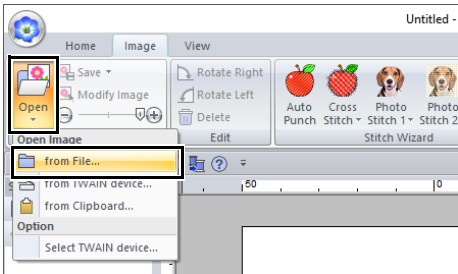 Untitled -
Home Image View
Open
Save
Modify Image
Rotate Right
Rotate Left
Delete
Edit
Auto Punch
Cross Stitch
Photo Stitch 1
Photo Stitch 2
Stitch Wizard
Open Image
from File...
from TWAIN device...
from Clipboard...
Option
Select TWAIN device...
50
0